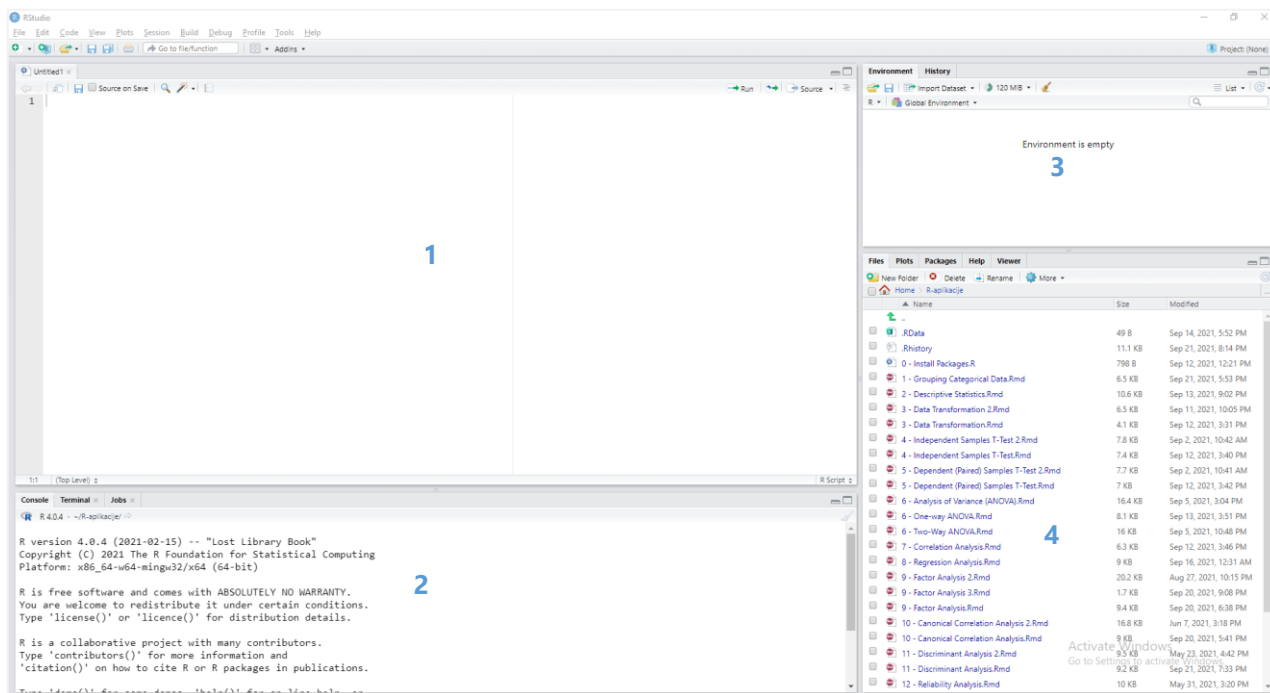 RStudio
File Edit Code View Plots Session Build Debug Profile Tools Help
Go to file/function Addins
Project: (None)
Untitled1
Source on Save Run Source
1
1
1:1 (Top Level) R Script
Console Terminal Jobs
R 4.0.4 · ~/R-aplikacije/
R version 4.0.4 (2021-02-15) -- "Lost Library Book"
Copyright (C) 2021 The R Foundation for Statistical Computing
Platform: x86_64-w64-mingw32/x64 (64-bit)
R is free software and comes with ABSOLUTELY NO WARRANTY.
You are welcome to redistribute it under certain conditions.
Type 'license()' or 'licence()' for distribution details.
2
R is a collaborative project with many contributors.
Type 'contributors()' for more information and
'citation()' on how to cite R or R packages in publications.
Environment History
Import Dataset 120 MiB List
R Global Environment
Environment is empty
3
Files Plots Packages Help Viewer
New Folder Delete Rename More
Home R-aplikacije
Name Size Modified
..
.RData 49 B Sep 14, 2021, 5:52 PM
.Rhistory 11.1 KB Sep 21, 2021, 8:14 PM
0 - Install Packages.R 798 B Sep 12, 2021, 12:21 PM
1 - Grouping Categorical Data.Rmd 6.5 KB Sep 21, 2021, 5:53 PM
2 - Descriptive Statistics.Rmd 10.6 KB Sep 13, 2021, 9:02 PM
3 - Data Transformation 2.Rmd 6.5 KB Sep 11, 2021, 10:05 PM
3 - Data Transformation.Rmd 4.1 KB Sep 12, 2021, 3:31 PM
4 - Independent Samples T-Test 2.Rmd 7.8 KB Sep 2, 2021, 10:42 AM
4 - Independent Samples T-Test.Rmd 7.4 KB Sep 12, 2021, 3:40 PM
5 - Dependent (Paired) Samples T-Test 2.Rmd 7.7 KB Sep 2, 2021, 10:41 AM
5 - Dependent (Paired) Samples T-Test.Rmd 7 KB Sep 12, 2021, 3:42 PM
6 - Analysis of Variance (ANOVA).Rmd 16.4 KB Sep 5, 2021, 3:04 PM
6 - One-way ANOVA.Rmd 8.1 KB Sep 13, 2021, 3:51 PM
6 - Two-Way ANOVA.Rmd 16 KB Sep 5, 2021, 10:48 PM
4
7 - Correlation Analysis.Rmd 6.3 KB Sep 12, 2021, 3:46 PM
8 - Regression Analysis.Rmd 9 KB Sep 16, 2021, 12:31 AM
9 - Factor Analysis 2.Rmd 20.2 KB Aug 27, 2021, 10:15 PM
9 - Factor Analysis 3.Rmd 1.7 KB Sep 20, 2021, 9:08 PM
9 - Factor Analysis.Rmd 9.4 KB Sep 20, 2021, 6:38 PM
10 - Canonical Correlation Analysis 2.Rmd 16.8 KB Jun 7, 2021, 3:18 PM
10 - Canonical Correlation Analysis.Rmd 9 KB Sep 20, 2021, 5:41 PM
11 - Discriminant Analysis 2.Rmd 9.5 KB May 23, 2021, 4:42 PM
11 - Discriminant Analysis.Rmd 9.2 KB Sep 21, 2021, 7:33 PM
12 - Reliability Analysis.Rmd 10 KB May 31, 2021, 3:20 PM
Activate Windows
Go to Settings to activate Windows.